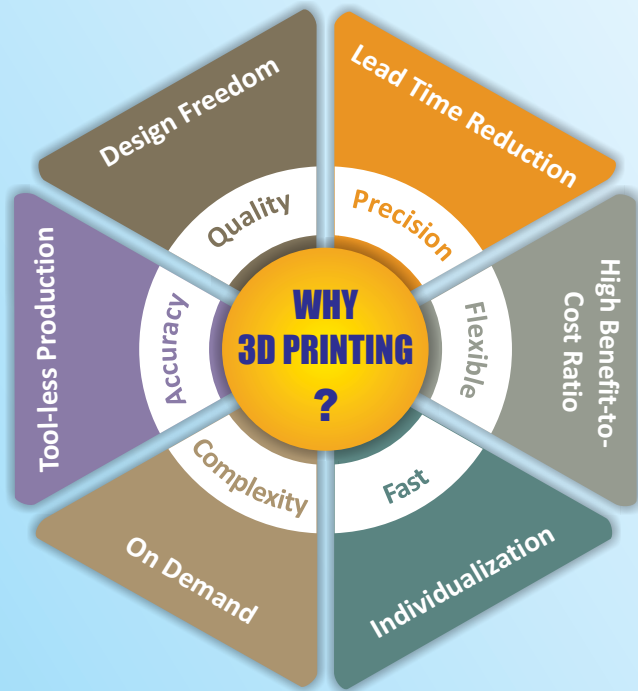 WHY
3D PRINTING
?
Design Freedom
Quality
Lead Time Reduction
Precision
High Benefit-to-
Cost Ratio
Flexible
Individualization
Fast
On Demand
Complexity
Tool-less Production
Accuracy